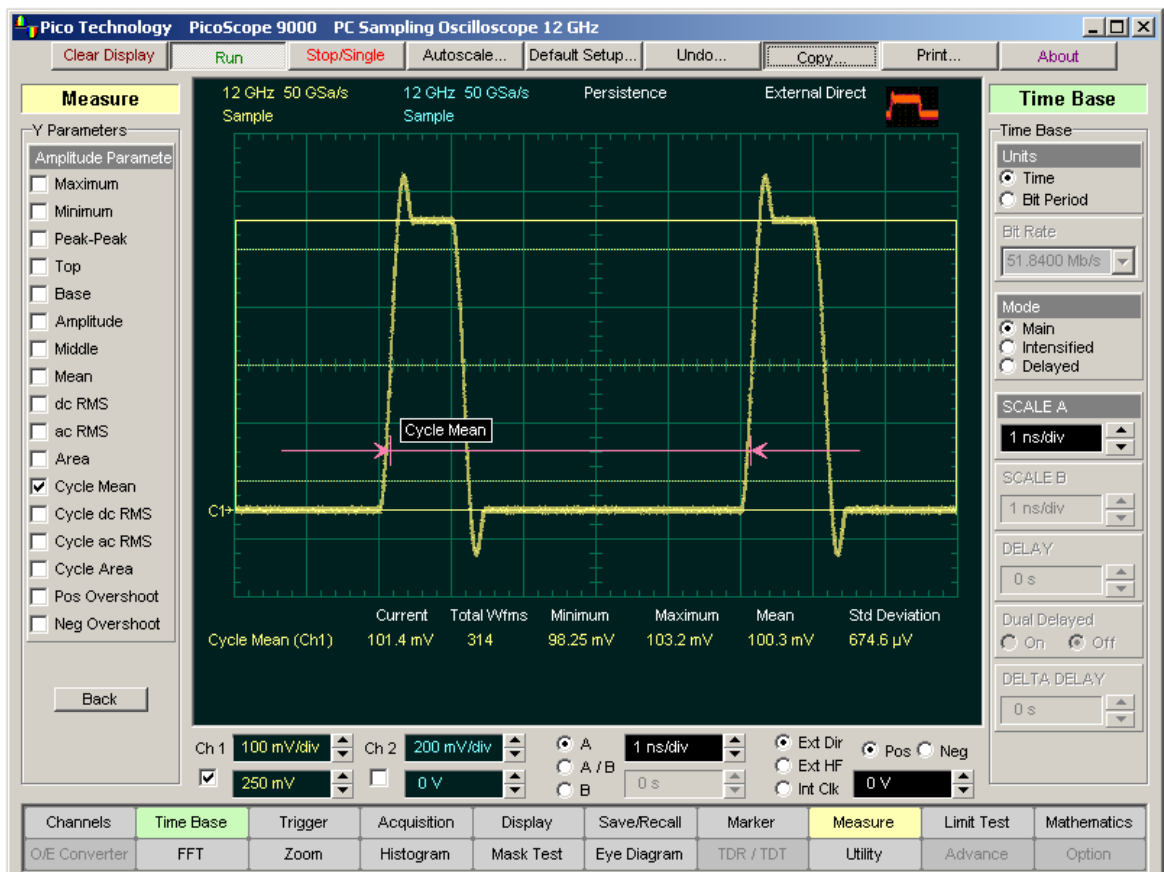 Pico Technology PicoScope 9000 PC Sampling Oscilloscope 12 GHz
Clear Display Run Stop/Single Autoscale... Default Setup... Undo... Copy... Print... About
Measure
Y Parameters
Amplitude Paramete
Maximum
Minimum
Peak-Peak
Top
Base
Amplitude
Middle
Mean
dc RMS
ac RMS
Area
Cycle Mean
Cycle dc RMS
Cycle ac RMS
Cycle Area
Pos Overshoot
Neg Overshoot
Back
12 GHz 50 GSa/s 12 GHz 50 GSa/s Persistence External Direct
Sample Sample
Cycle Mean
C1
Current Total Wfms Minimum Maximum Mean Std Deviation
Cycle Mean (Ch1) 101.4 mV 314 98.25 mV 103.2 mV 100.3 mV 674.6 µV
Time Base
Time Base
Units
Time
Bit Period
Bit Rate
51.8400 Mb/s
Mode
Main
Intensified
Delayed
SCALE A
1 ns/div
SCALE B
1 ns/div
DELAY
0 s
Dual Delayed
On Off
DELTA DELAY
0 s
Ch 1 100 mV/div Ch 2 200 mV/div A 1 ns/div Ext Dir Pos Neg
A / B Ext HF
250 mV 0 V B 0 s Int Clk 0 V
Channels Time Base Trigger Acquisition Display Save/Recall Marker Measure Limit Test Mathematics
O/E Converter FFT Zoom Histogram Mask Test Eye Diagram TDR / TDT Utility Advance Option